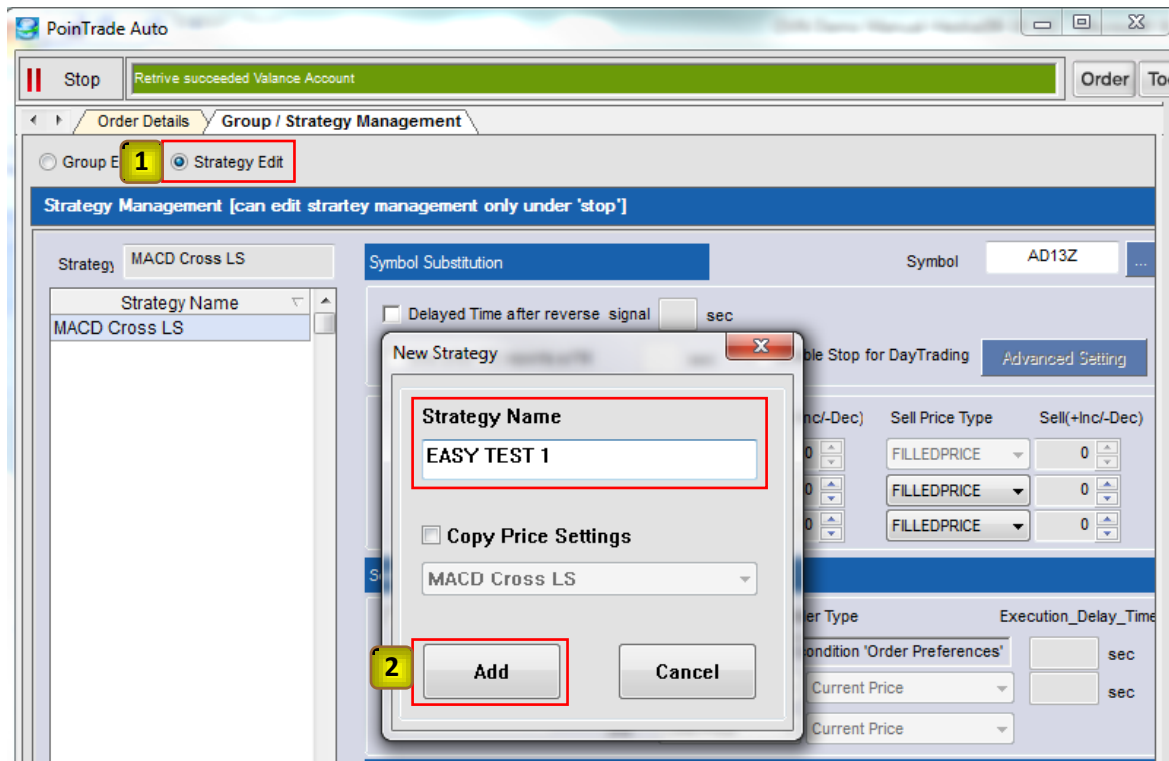 PoinTrade Auto
Stop
Retrive succeeded Valance Account
Order
To
Order Details
Group / Strategy Management
Group E
1
Strategy Edit
Strategy Management [can edit strartey management only under 'stop']
Strategy
MACD Cross LS
Symbol Substitution
Symbol
AD13Z
...
Strategy Name
MACD Cross LS
Delayed Time after reverse signal
sec
New Strategy
ble Stop for DayTrading
Advanced Setting
Strategy Name
EASY TEST 1
nc/-Dec)
Sell Price Type
Sell(+Inc/-Dec)
0
FILLEDPRICE
0
0
FILLEDPRICE
0
0
FILLEDPRICE
0
Copy Price Settings
MACD Cross LS
S
er Type
Execution_Delay_Time
ondition 'Order Preferences'
sec
2
Add
Cancel
Current Price
sec
Current Price